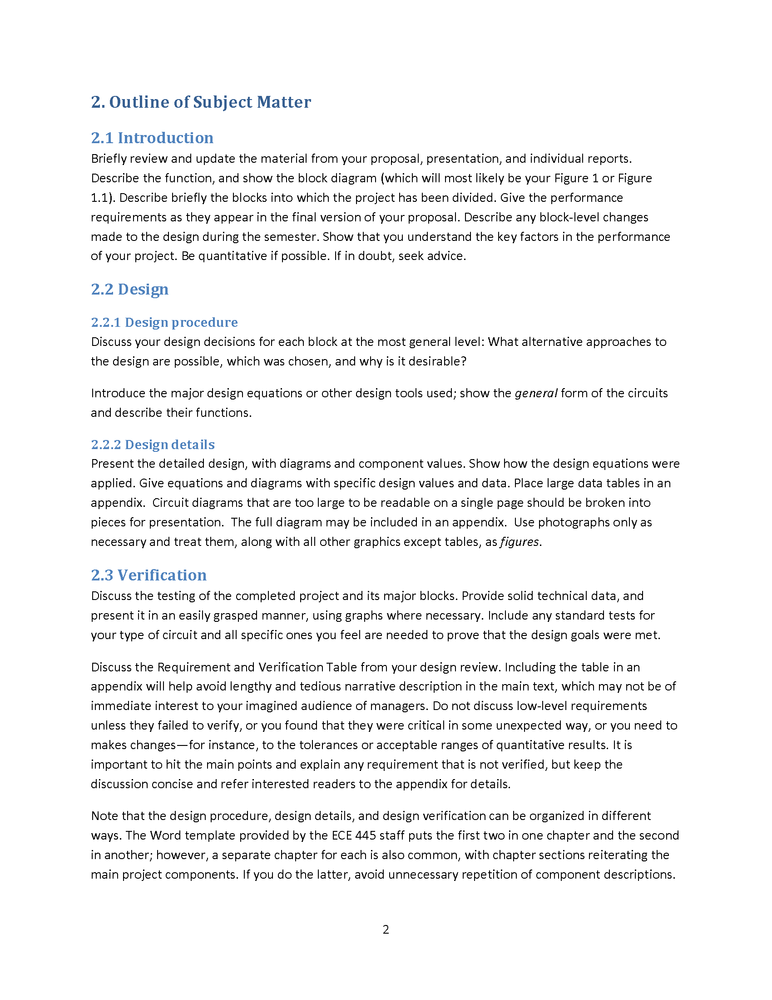 2. Outline of Subject Matter
2.1 Introduction
Briefly review and update the material from your proposal, presentation, and individual reports.
Describe the function, and show the block diagram (which will most likely be your Figure 1 or Figure
1.1). Describe briefly the blocks into which the project has been divided. Give the performance
requirements as they appear in the final version of your proposal. Describe any block-level changes
made to the design during the semester. Show that you understand the key factors in the performance
of your project. Be quantitative if possible. If in doubt, seek advice.
2.2 Design
2.2.1 Design procedure
Discuss your design decisions for each block at the most general level: What alternative approaches to
the design are possible, which was chosen, and why is it desirable?
Introduce the major design equations or other design tools used; show the general form of the circuits
and describe their functions.
2.2.2 Design details
Present the detailed design, with diagrams and component values. Show how the design equations were
applied. Give equations and diagrams with specific design values and data. Place large data tables in an
appendix.  Circuit diagrams that are too large to be readable on a single page should be broken into
pieces for presentation.  The full diagram may be included in an appendix.  Use photographs only as
necessary and treat them, along with all other graphics except tables, as figures.
2.3 Verification
Discuss the testing of the completed project and its major blocks. Provide solid technical data, and
present it in an easily grasped manner, using graphs where necessary. Include any standard tests for
your type of circuit and all specific ones you feel are needed to prove that the design goals were met.
Discuss the Requirement and Verification Table from your design review. Including the table in an
appendix will help avoid lengthy and tedious narrative description in the main text, which may not be of
immediate interest to your imagined audience of managers. Do not discuss low-level requirements
unless they failed to verify, or you found that they were critical in some unexpected way, or you need to
makes changes—for instance, to the tolerances or acceptable ranges of quantitative results. It is
important to hit the main points and explain any requirement that is not verified, but keep the
discussion concise and refer interested readers to the appendix for details.
Note that the design procedure, design details, and design verification can be organized in different
ways. The Word template provided by the ECE 445 staff puts the first two in one chapter and the second
in another; however, a separate chapter for each is also common, with chapter sections reiterating the
main project components. If you do the latter, avoid unnecessary repetition of component descriptions.
2